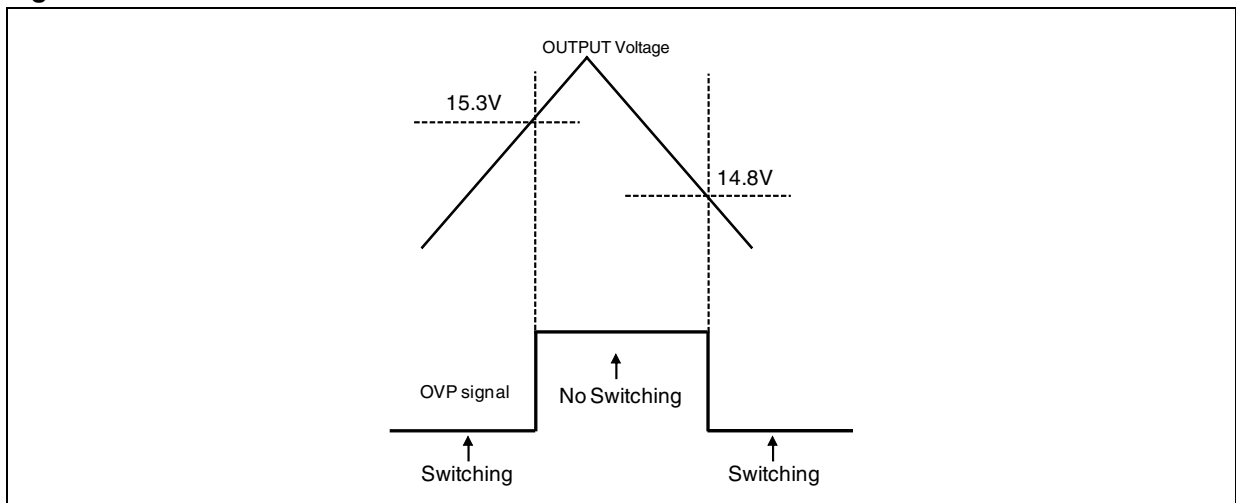 OUTPUT Voltage
15.3V
14.8V
OVP signal
No Switching
Switching
Switching